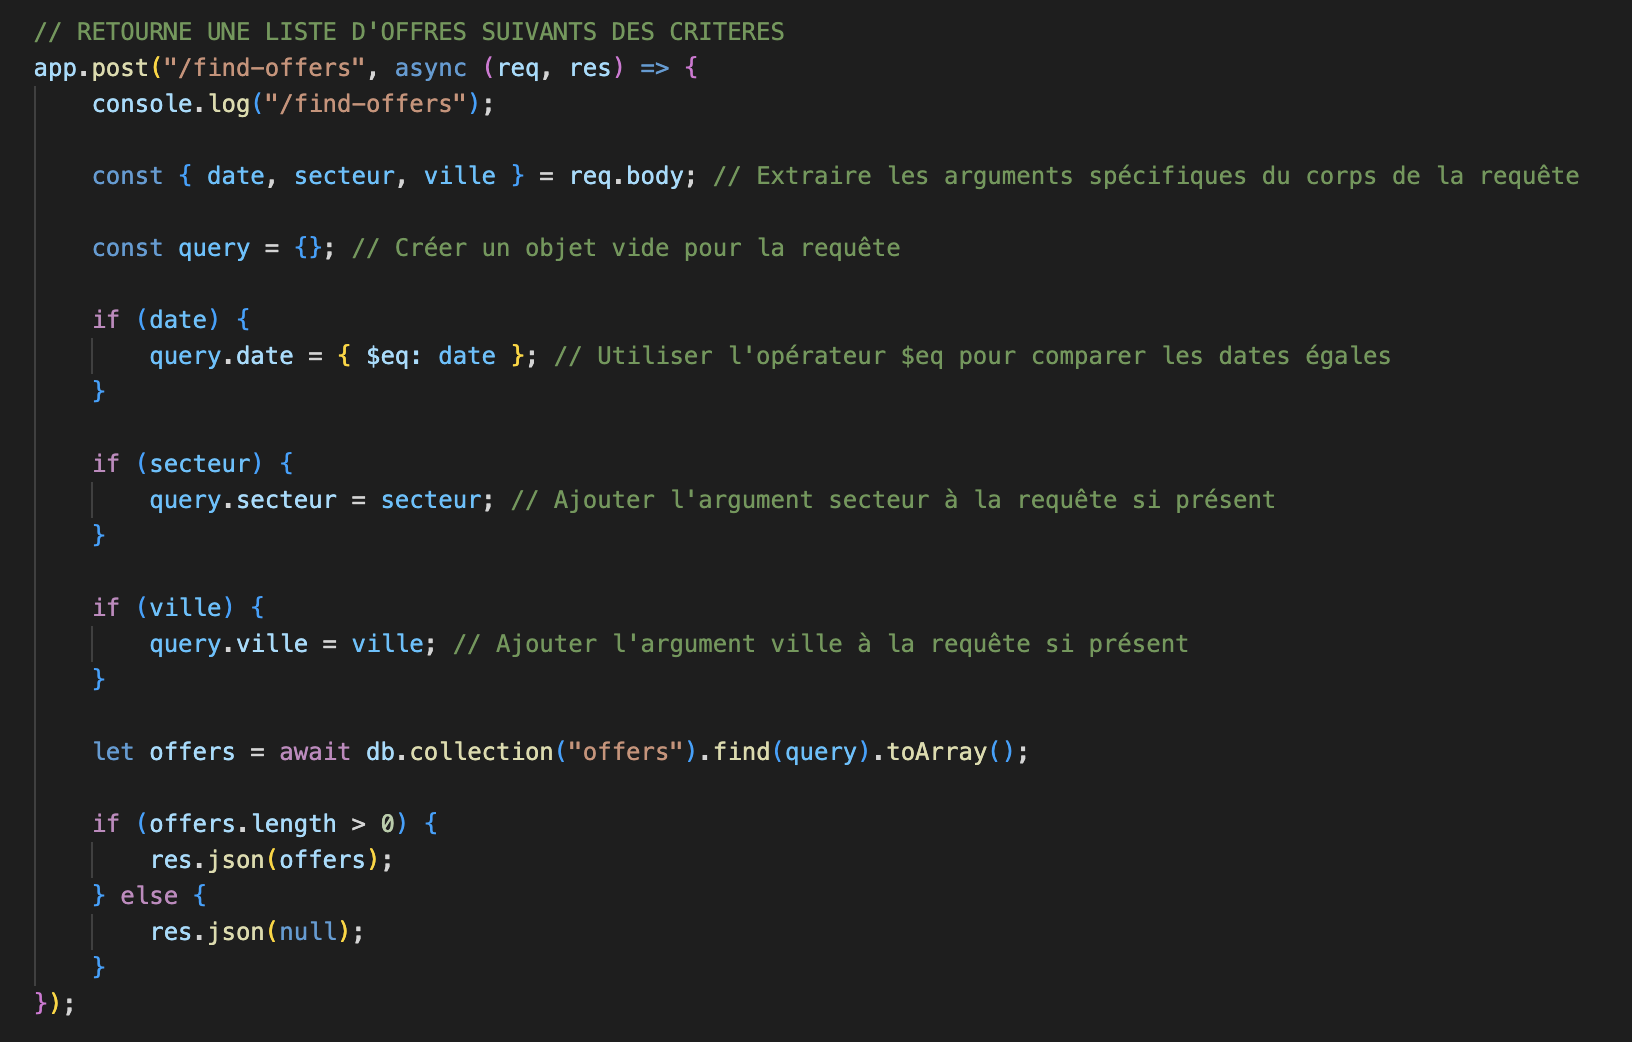 // RETOURNE UNE LISTE D'OFFRES SUIVANTS DES CRITERES
app.post("/find-offers", async (req, res) => {
    console.log("/find-offers");

    const { date, secteur, ville } = req.body; // Extraire les arguments spécifiques du corps de la requête

    const query = {}; // Créer un objet vide pour la requête

    if (date) {
        query.date = { $eq: date }; // Utiliser l'opérateur $eq pour comparer les dates égales
    }

    if (secteur) {
        query.secteur = secteur; // Ajouter l'argument secteur à la requête si présent
    }

    if (ville) {
        query.ville = ville; // Ajouter l'argument ville à la requête si présent
    }

    let offers = await db.collection("offers").find(query).toArray();

    if (offers.length > 0) {
        res.json(offers);
    } else {
        res.json(null);
    }
});